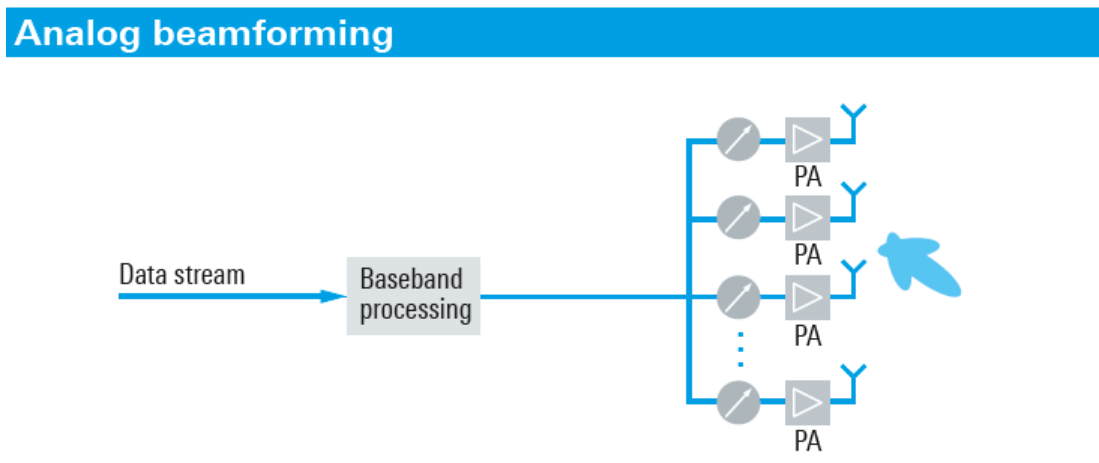 Analog beamforming
PA
PA
Data stream
Baseband
processing
PA
PA